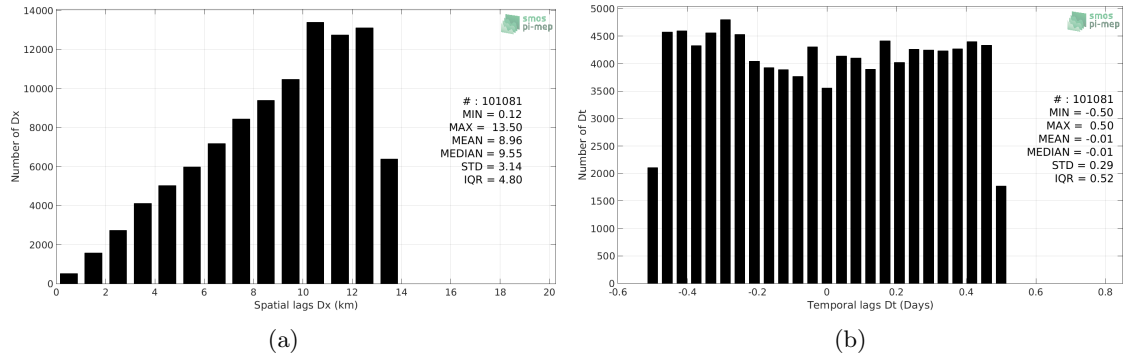 smos
pi-mep
14000
12000
10000
8000
6000
4000
2000
0
Number of Dx
# : 101081
MIN = 0.12
MAX = 13.50
MEAN = 8.96
MEDIAN = 9.55
STD = 3.14
IQR = 4.80
0 2 4 6 8 10 12 14 16 18 20
Spatial lags Dx (km)
(a)
smos
pi-mep
5000
4500
4000
3500
3000
2500
2000
1500
1000
500
0
Number of Dt
# : 101081
MIN = -0.50
MAX = 0.50
MEAN = -0.01
MEDIAN = -0.01
STD = 0.29
IQR = 0.52
-0.6 -0.4 -0.2 0 0.2 0.4 0.6 0.8
Temporal lags Dt (Days)
(b)